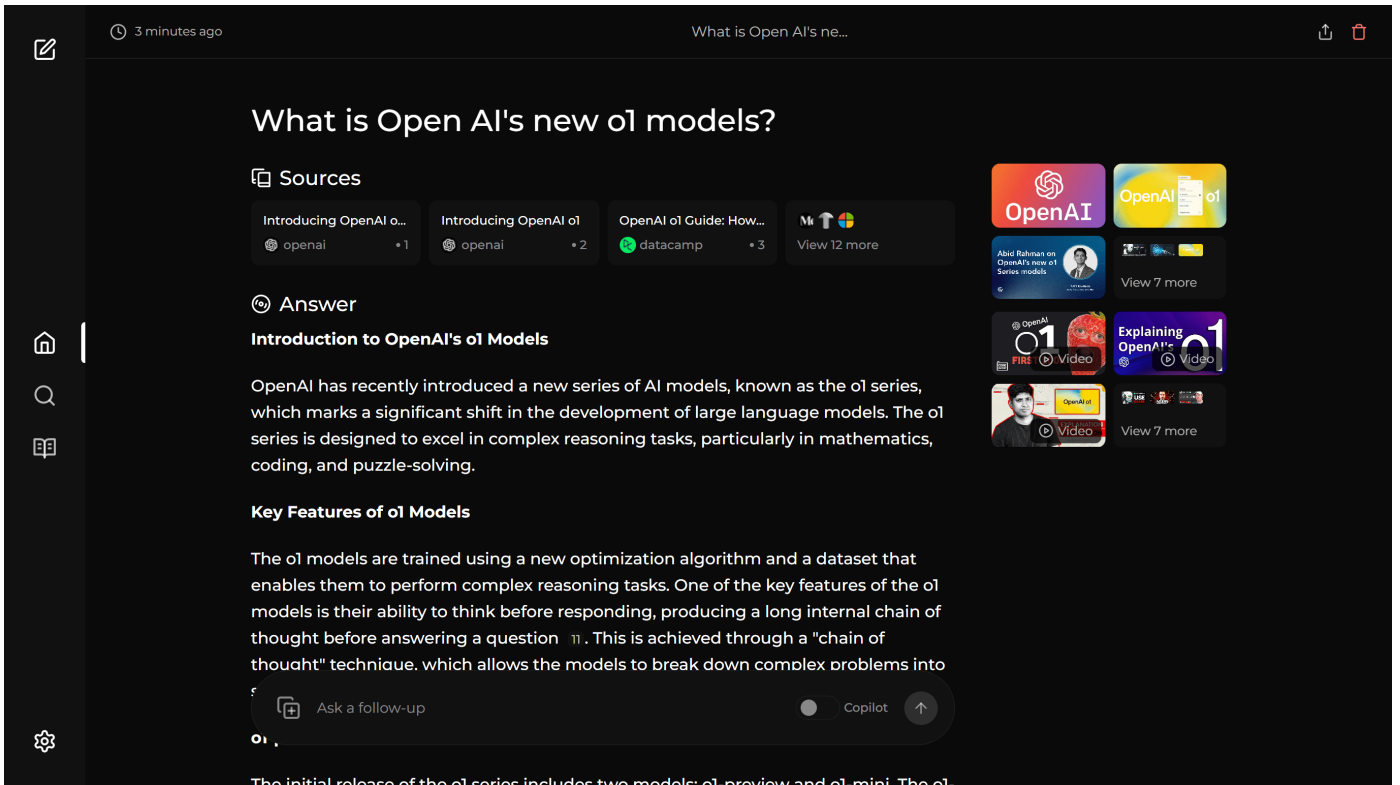 3 minutes ago
What is Open AI's ne...
What is Open AI's new o1 models?
Sources
Introducing OpenAI o...
openai
• 1
Introducing OpenAI o1
openai
• 2
OpenAI o1 Guide: How...
datacamp
• 3
View 12 more
Answer
Introduction to OpenAI's o1 Models
OpenAI has recently introduced a new series of AI models, known as the o1 series,
which marks a significant shift in the development of large language models. The o1
series is designed to excel in complex reasoning tasks, particularly in mathematics,
coding, and puzzle-solving.
Key Features of o1 Models
The o1 models are trained using a new optimization algorithm and a dataset that
enables them to perform complex reasoning tasks. One of the key features of the o1
models is their ability to think before responding, producing a long internal chain of
thought before answering a question 11 . This is achieved through a "chain of
thought" technique, which allows the models to break down complex problems into
Ask a follow-up
Copilot
The initial release of the o1 series includes two models: o1-preview and o1-mini. The o1-
OpenAI
OpenAI o1
Abid Rahman on
OpenAI's new o1
Series models
View 7 more
OpenAI
o1
FIRST
Video
Explaining
OpenAI's
o1
Video
OpenAI o1
Video
View 7 more